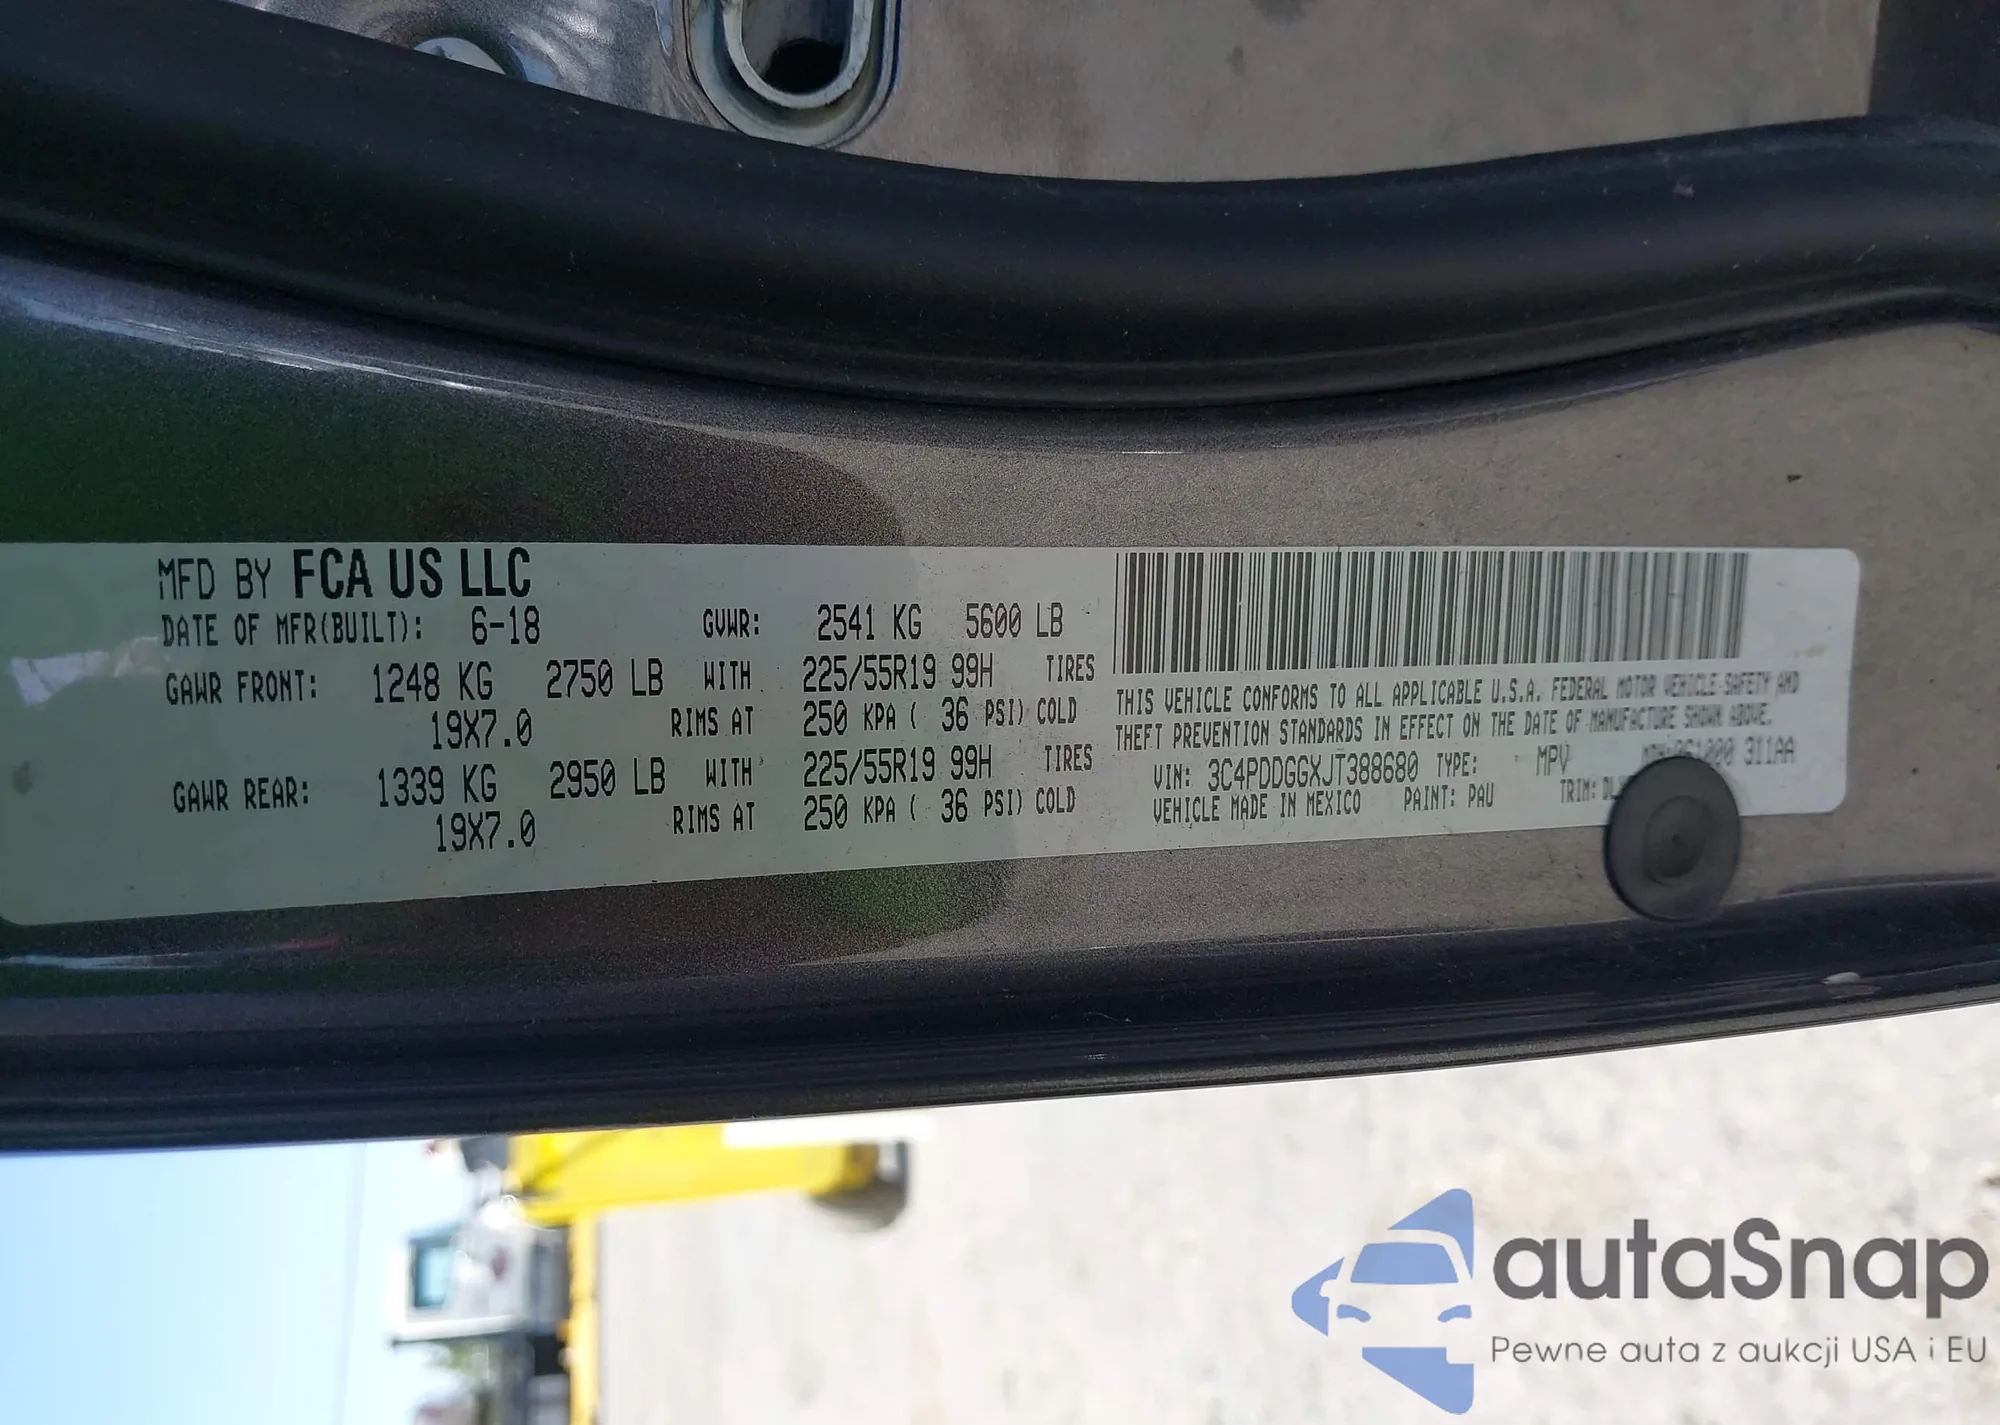 MFD BY FCA US LLC
DATE OF MFR(BUILT): 6-18 GVWR: 2541 KG 5600 LB
GAWR FRONT: 1248 KG 2750 LB WITH 225/55R19 99H TIRES
19X7.0 RIMS AT 250 KPA ( 36 PSI) COLD
GAWR REAR: 1339 KG 2950 LB WITH 225/55R19 99H TIRES
19X7.0 RIMS AT 250 KPA ( 36 PSI) COLD
THIS VEHICLE CONFORMS TO ALL APPLICABLE U.S.A. FEDERAL MOTOR VEHICLE SAFETY AND
THEFT PREVENTION STANDARDS IN EFFECT ON THE DATE OF MANUFACTURE SHOWN ABOVE.
VIN: 3C4PDDGGXJT388680 TYPE: MPV 311AA
VEHICLE MADE IN MEXICO PAINT: PAU TRIM:
autaSnap
Pewne auta z aukcji USA i EU